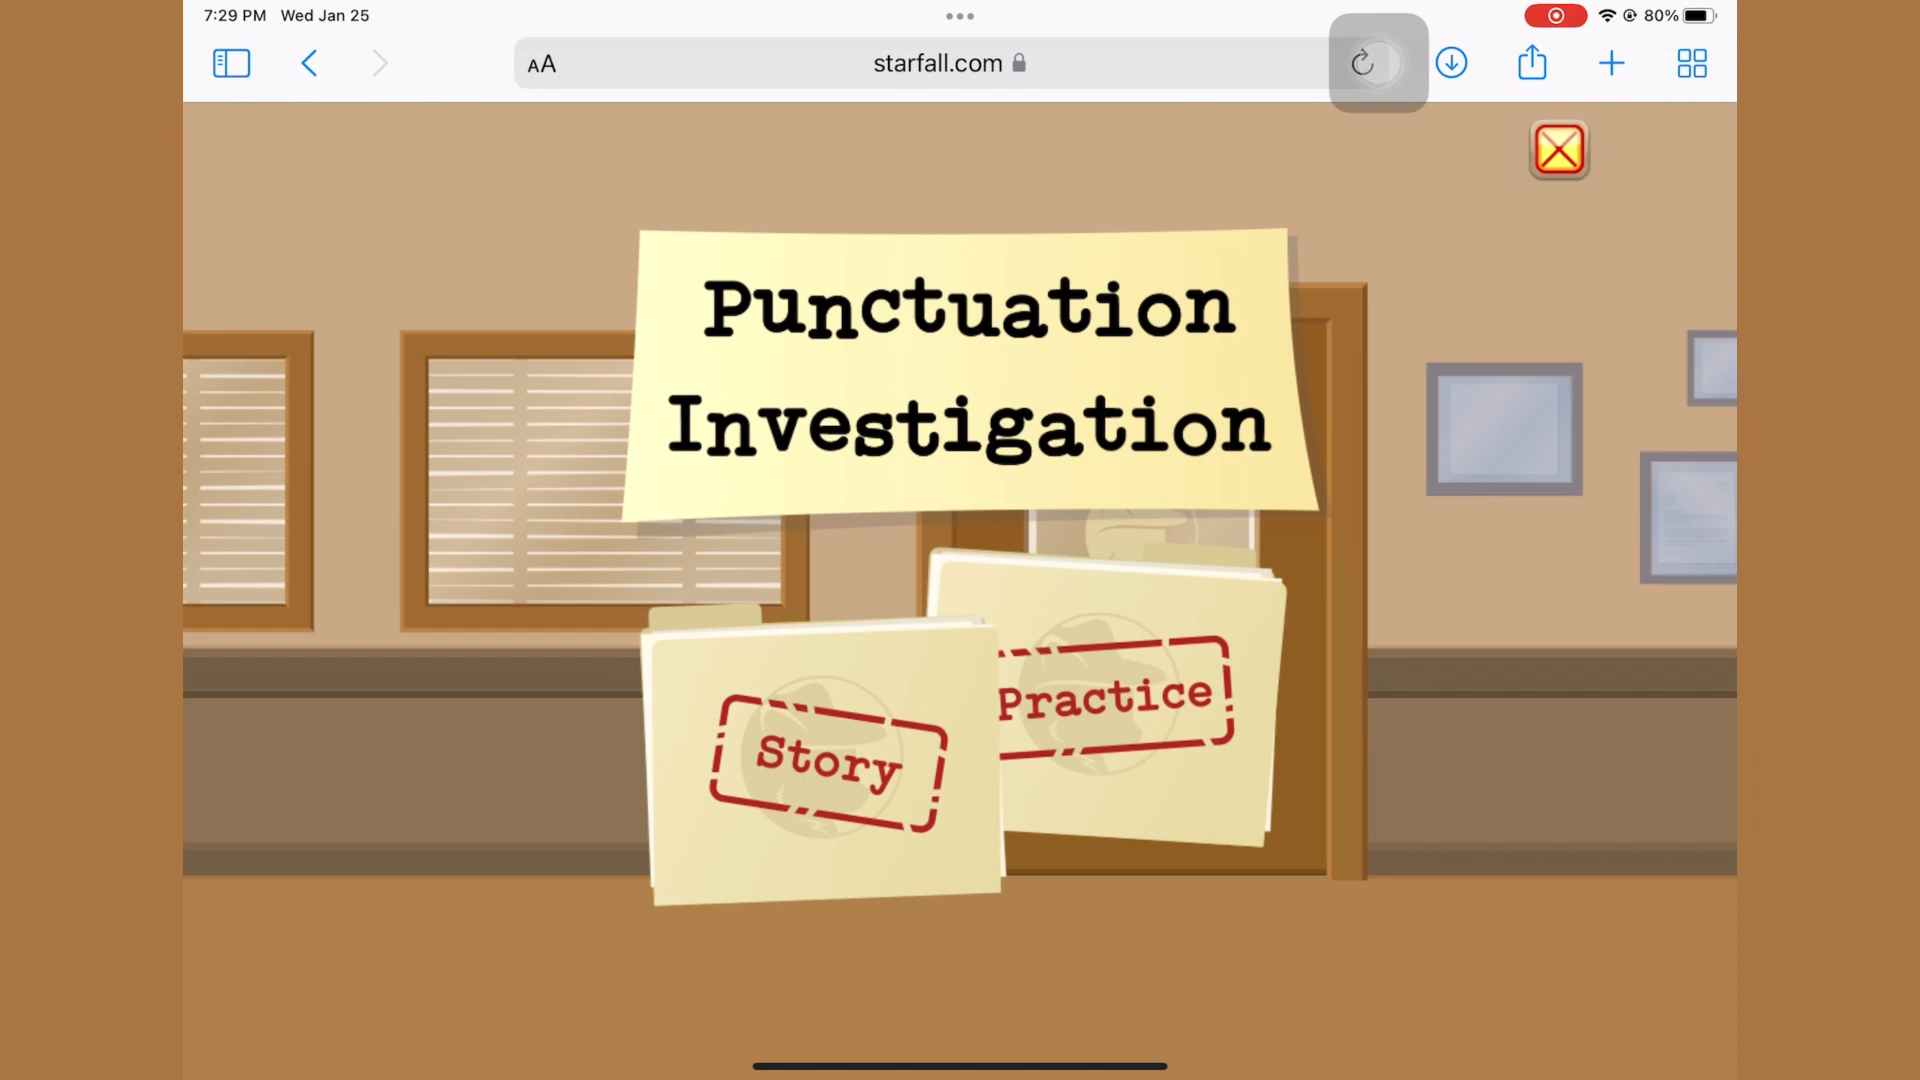 7:29 PM Wed Jan 25
80%
AA
starfall.com
Punctuation
Investigation
Practice
Story